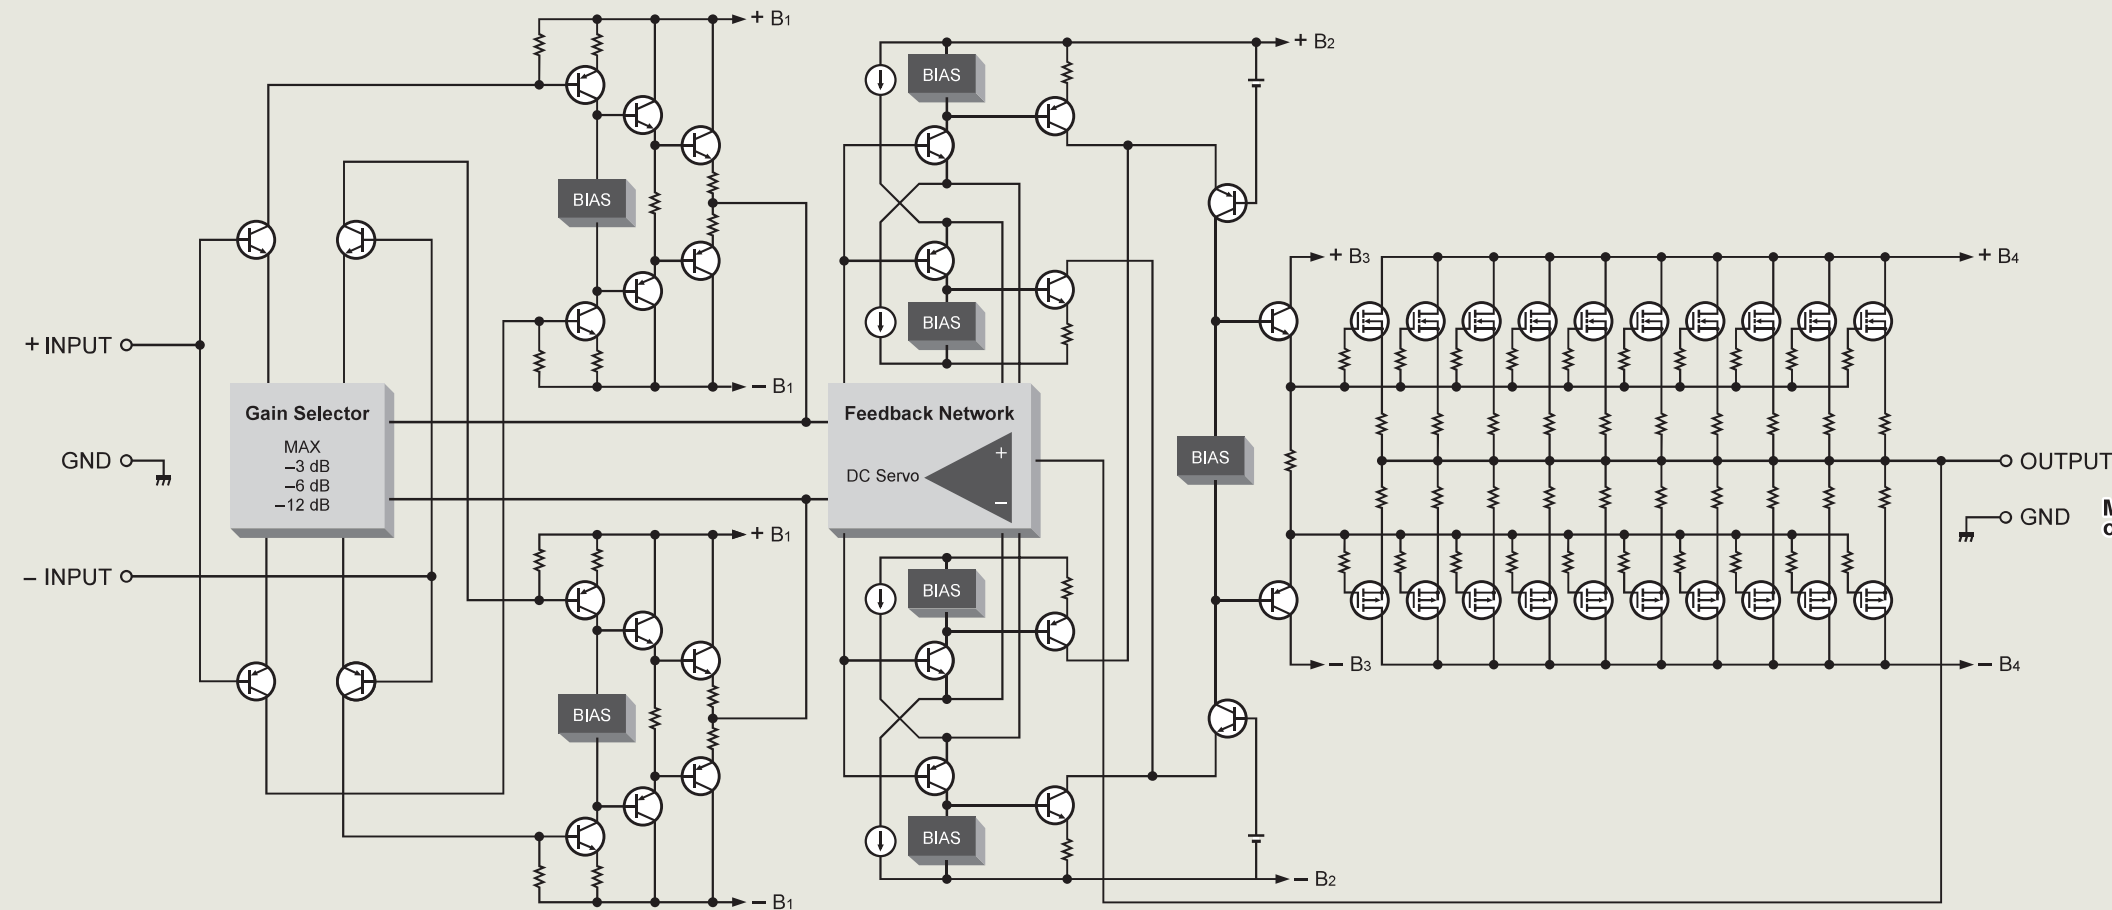 + B1
+ B2
BIAS
BIAS
+ B3
+ B4
BIAS
+ INPUT
− B1
Gain Selector
MAX
−3 dB
−6 dB
−12 dB
Feedback Network
+
DC Servo
−
BIAS
GND
OUTPUT
GND
+ B1
− INPUT
BIAS
− B3
− B4
BIAS
BIAS
− B2
− B1